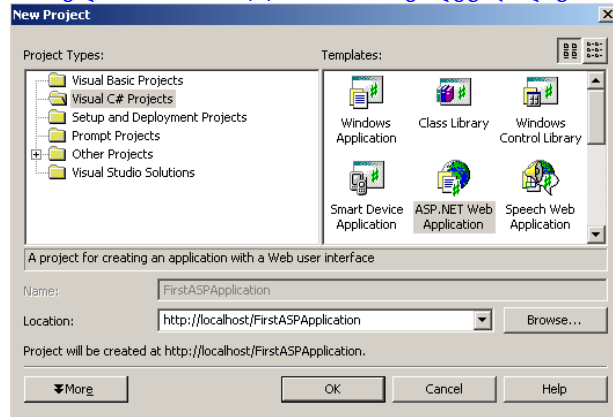 New Project
Project Types:
Templates:
Visual Basic Projects
Visual C# Projects
Setup and Deployment Projects
Prompt Projects
Other Projects
Visual Studio Solutions
Windows
Application
Class Library
Windows
Control Library
Smart Device
Application
ASP.NET Web
Application
Speech Web
Application
A project for creating an application with a Web user interface
Name:
FirstASPApplication
Location:
http://localhost/FirstASPApplication
Browse...
Project will be created at http://localhost/FirstASPApplication.
More
OK
Cancel
Help